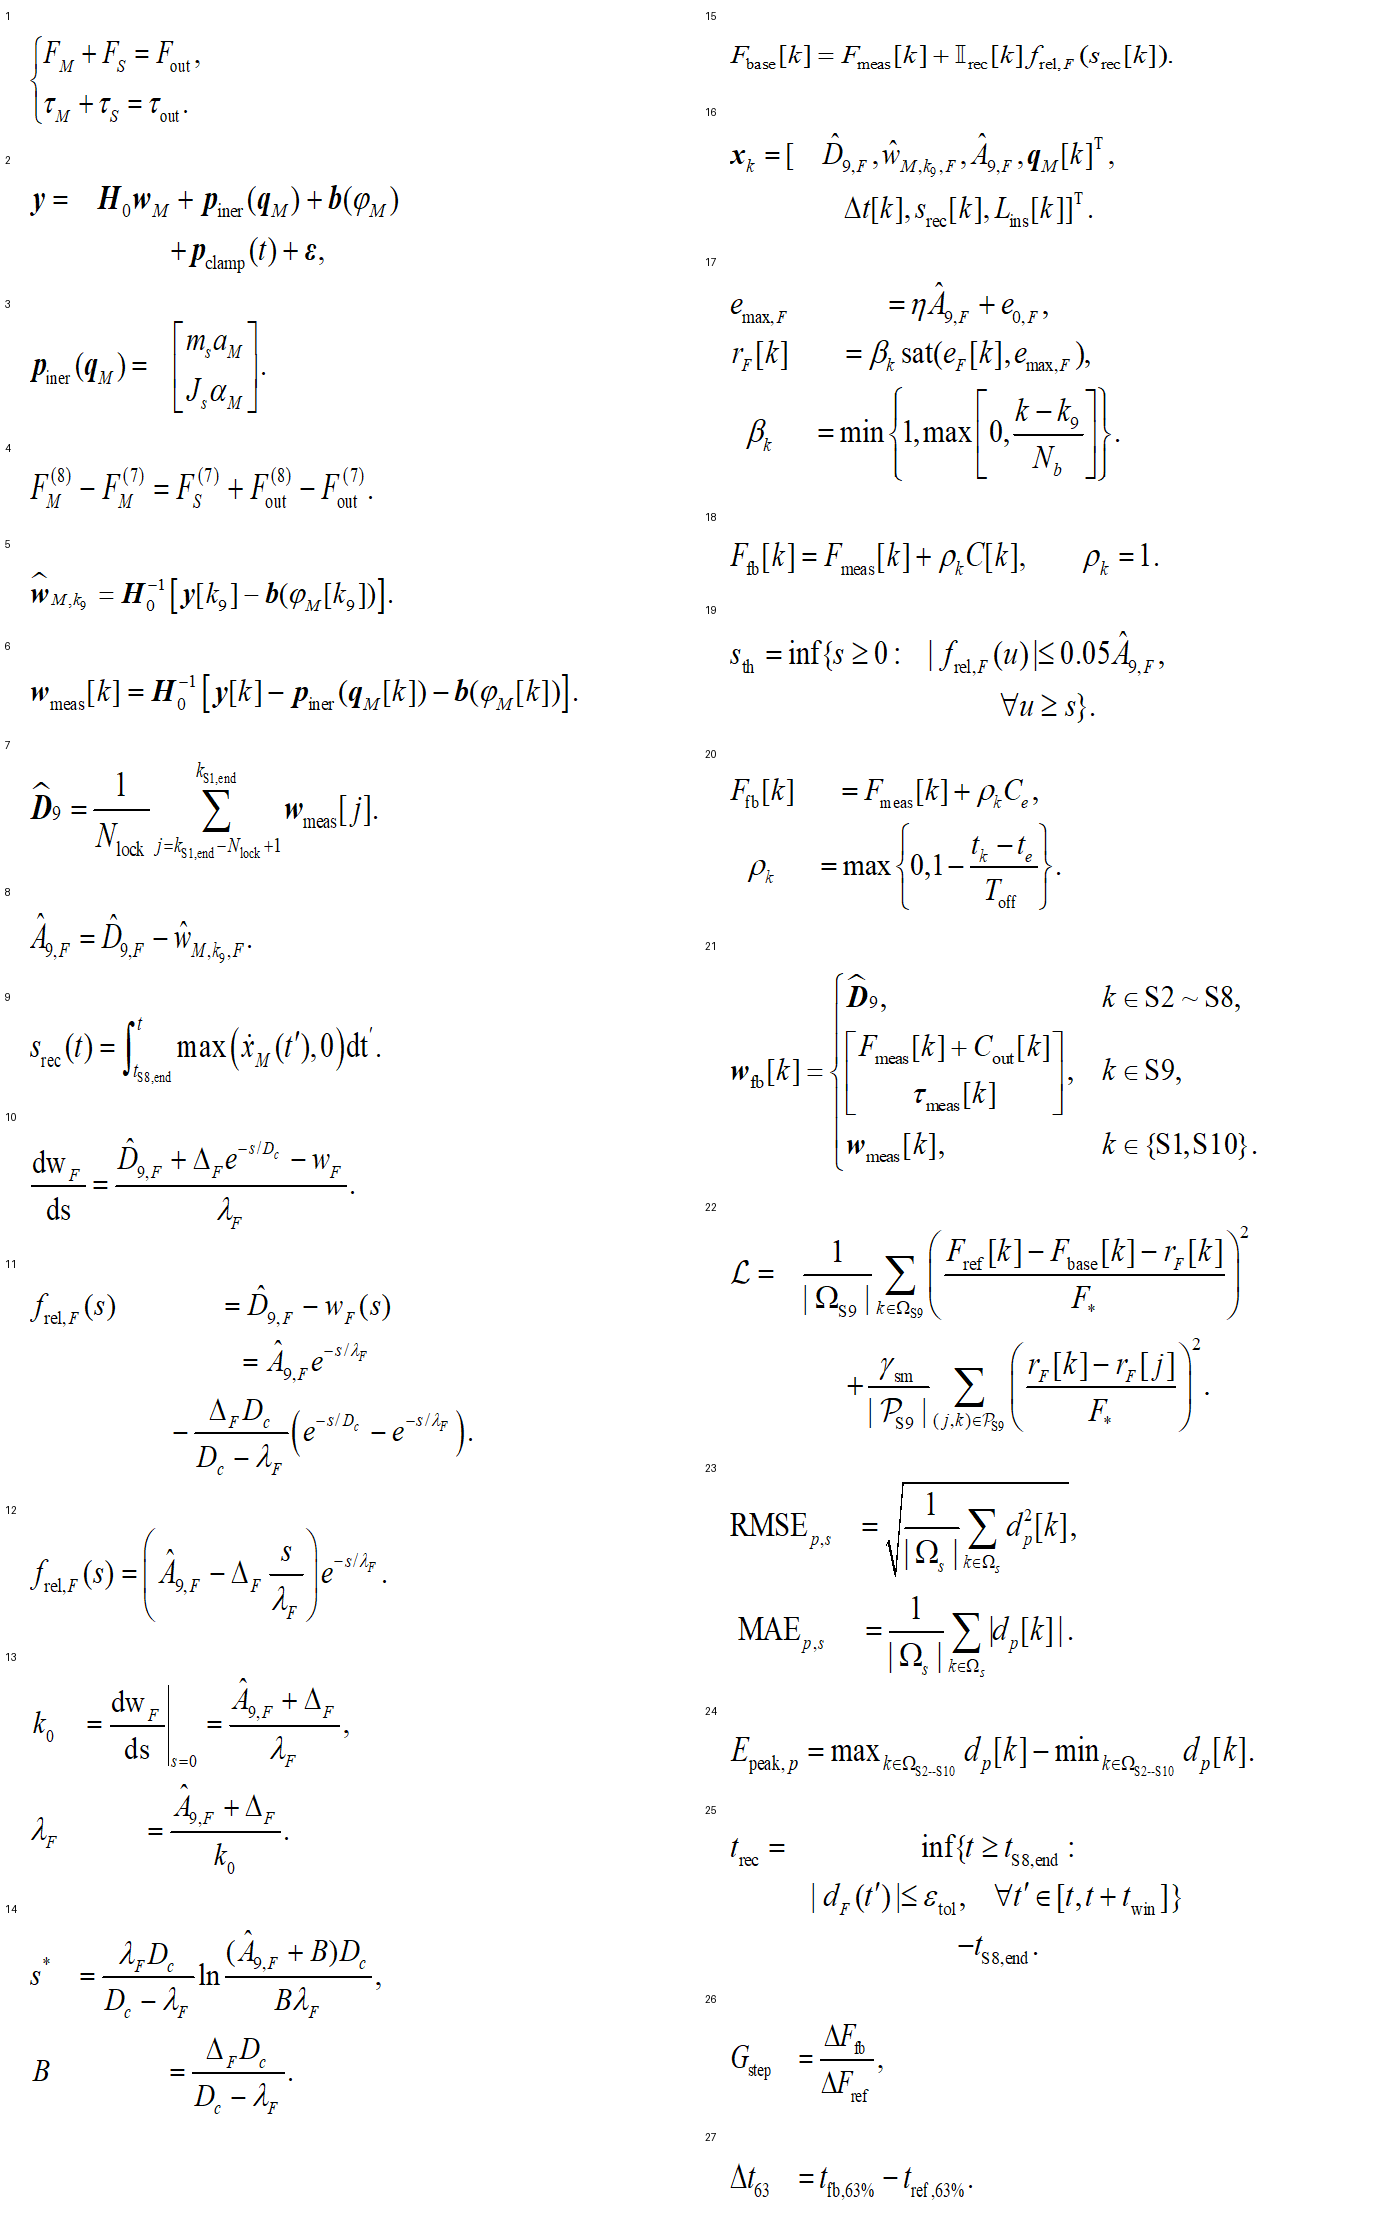 1
F_M + F_S = F_out,
τ_M + τ_S = τ_out.
2
y = H_0 w_M + p_iner(q_M) + b(φ_M)
+ p_clamp(t) + ε,
3
p_iner(q_M) = [m_s a_M
J_s α_M].
4
F_M^(8) − F_M^(7) = F_S^(7) + F_out^(8) − F_out^(7).
5
ŵ_{M,k_9} = H_0^{−1}[y[k_9] − b(φ_M[k_9])].
6
w_meas[k] = H_0^{−1}[y[k] − p_iner(q_M[k]) − b(φ_M[k])].
7
D̂_9 = 1/N_lock ∑_{j=k_{S1,end}−N_lock+1}^{k_{S1,end}} w_meas[j].
8
Â_{9,F} = D̂_{9,F} − ŵ_{M,k_9,F}.
9
s_rec(t) = ∫_{t_{S8,end}}^{t} max(ẋ_M(t′),0)dt′.
10
dw_F/ds = (D̂_{9,F} + Δ_F e^{−s/D_c} − w_F)/λ_F.
11
f_{rel,F}(s) = D̂_{9,F} − w_F(s)
= Â_{9,F} e^{−s/λ_F}
− Δ_F D_c/(D_c − λ_F) (e^{−s/D_c} − e^{−s/λ_F}).
12
f_{rel,F}(s) = (Â_{9,F} − Δ_F s/λ_F) e^{−s/λ_F}.
13
k_0 = dw_F/ds |_{s=0} = (Â_{9,F} + Δ_F)/λ_F,
λ_F = (Â_{9,F} + Δ_F)/k_0.
14
s^* = λ_F D_c/(D_c − λ_F) ln (Â_{9,F} + B)D_c/(Bλ_F),
B = Δ_F D_c/(D_c − λ_F).
15
F_base[k] = F_meas[k] + 𝕀_rec[k] f_{rel,F}(s_rec[k]).
16
x_k = [ D̂_{9,F}, ŵ_{M,k_9,F}, Â_{9,F}, q_M[k]^T,
Δt[k], s_rec[k], L_ins[k]]^T.
17
e_{max,F} = ηÂ_{9,F} + e_{0,F},
r_F[k] = β_k sat(e_F[k], e_{max,F}),
β_k = min{1, max[0, (k − k_9)/N_b]}.
18
F_fb[k] = F_meas[k] + ρ_k C[k], ρ_k = 1.
19
s_th = inf{s ≥ 0 : |f_{rel,F}(u)| ≤ 0.05Â_{9,F},
∀u ≥ s}.
20
F_fb[k] = F_meas[k] + ρ_k C_e,
ρ_k = max{0, 1 − (t_k − t_e)/T_off}.
21
D̂_9, k ∈ S2 ~ S8,
w_fb[k] = { [F_meas[k] + C_out[k]
τ_meas[k]], k ∈ S9,
w_meas[k], k ∈ {S1,S10}.
22
ℒ = 1/|Ω_S9| ∑_{k∈Ω_S9} ((F_ref[k] − F_base[k] − r_F[k])/F_*)^2
+ γ_sm/|𝒫_S9| ∑_{(j,k)∈𝒫_S9} ((r_F[k] − r_F[j])/F_*)^2.
23
RMSE_{p,s} = √(1/|Ω_s| ∑_{k∈Ω_s} d_p^2[k]),
MAE_{p,s} = 1/|Ω_s| ∑_{k∈Ω_s} |d_p[k]|.
24
E_{peak,p} = max_{k∈Ω_{S2--S10}} d_p[k] − min_{k∈Ω_{S2--S10}} d_p[k].
25
t_rec = inf{t ≥ t_{S8,end} :
|d_F(t′)| ≤ ε_tol, ∀t′ ∈ [t, t + t_win]}
−t_{S8,end}.
26
G_step = ΔF_fb/ΔF_ref,
27
Δt_63 = t_{fb,63%} − t_{ref,63%}.